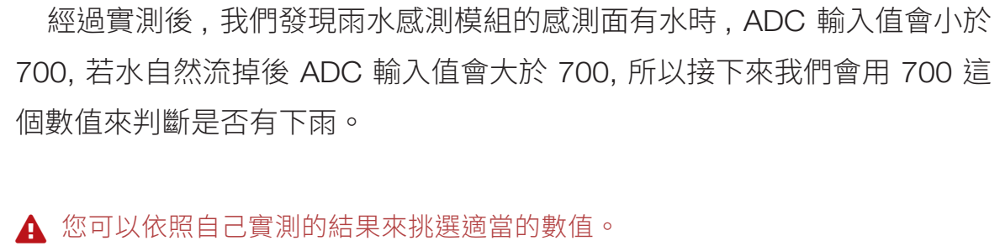 經過實測後 , 我們發現雨水感測模組的感測面有水時 , ADC 輸入值會小於
700, 若水自然流掉後 ADC 輸入值會大於 700, 所以接下來我們會用 700 這
個數值來判斷是否有下雨。
您可以依照自己實測的結果來挑選適當的數值。